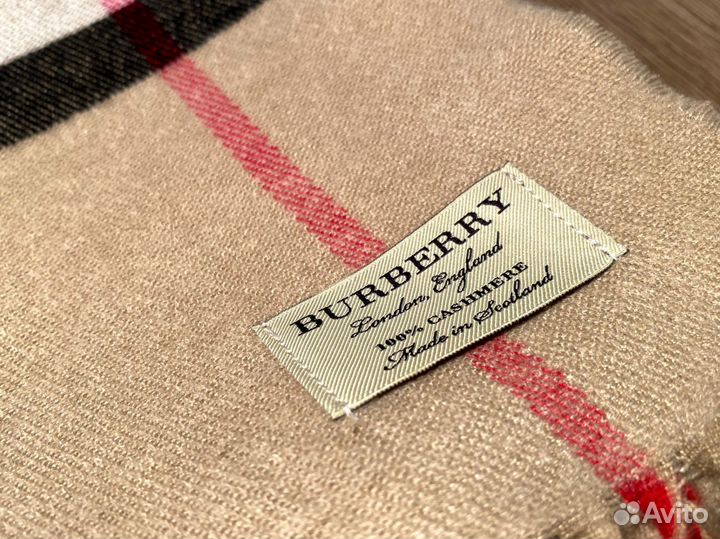 BURBERRY
London, England
100% CASHMERE
Made in Scotland
Avito